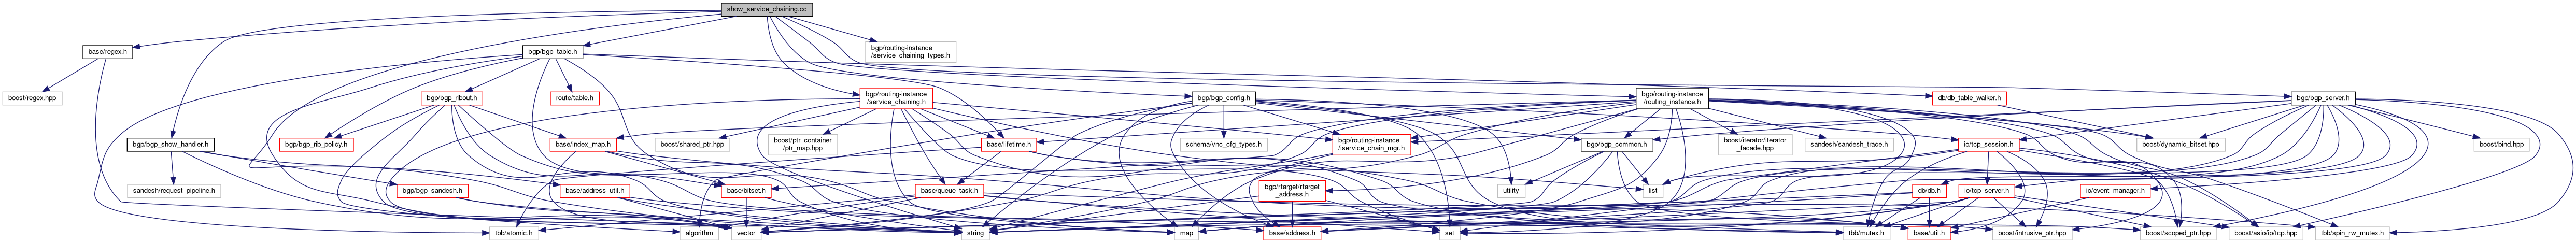 show_service_chaining.cc
base/regex.h
bgp/bgp_table.h
bgp/routing-instance
/service_chaining_types.h
boost/regex.hpp
bgp/bgp_ribout.h
route/table.h
bgp/routing-instance
/service_chaining.h
bgp/bgp_config.h
bgp/routing-instance
/routing_instance.h
db/db_table_walker.h
bgp/bgp_server.h
bgp/bgp_show_handler.h
bgp/bgp_rib_policy.h
base/index_map.h
boost/shared_ptr.hpp
boost/ptr_container
/ptr_map.hpp
base/lifetime.h
schema/vnc_cfg_types.h
bgp/routing-instance
/iservice_chain_mgr.h
bgp/bgp_common.h
boost/iterator/iterator
_facade.hpp
sandesh/sandesh_trace.h
io/tcp_session.h
boost/dynamic_bitset.hpp
boost/bind.hpp
sandesh/request_pipeline.h
bgp/bgp_sandesh.h
base/address_util.h
base/bitset.h
base/queue_task.h
bgp/rtarget/rtarget
_address.h
utility
list
db/db.h
io/tcp_server.h
io/event_manager.h
tbb/atomic.h
algorithm
vector
string
map
base/address.h
set
tbb/mutex.h
base/util.h
boost/intrusive_ptr.hpp
boost/scoped_ptr.hpp
boost/asio/ip/tcp.hpp
tbb/spin_rw_mutex.h